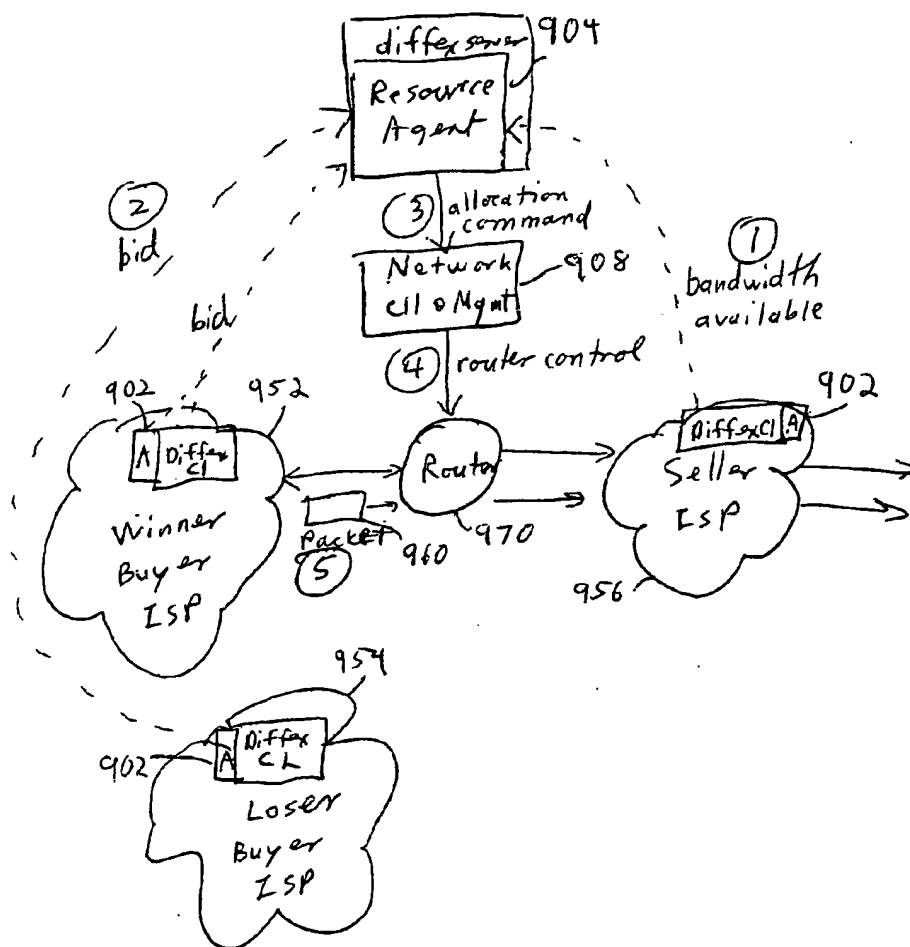 diffex server
904
Resource
Agent
2
bid
bid
3
allocation
command
1
bandwidth
available
Network
Mgmt
908
4
router control
902
952
A
Diffex
Cl
Winner
Buyer
ISP
Packet
5
960
Router
970
902
Diffex Cl
A
Seller
ISP
956
954
902
A
Diffex
CL
Loser
Buyer
ISP